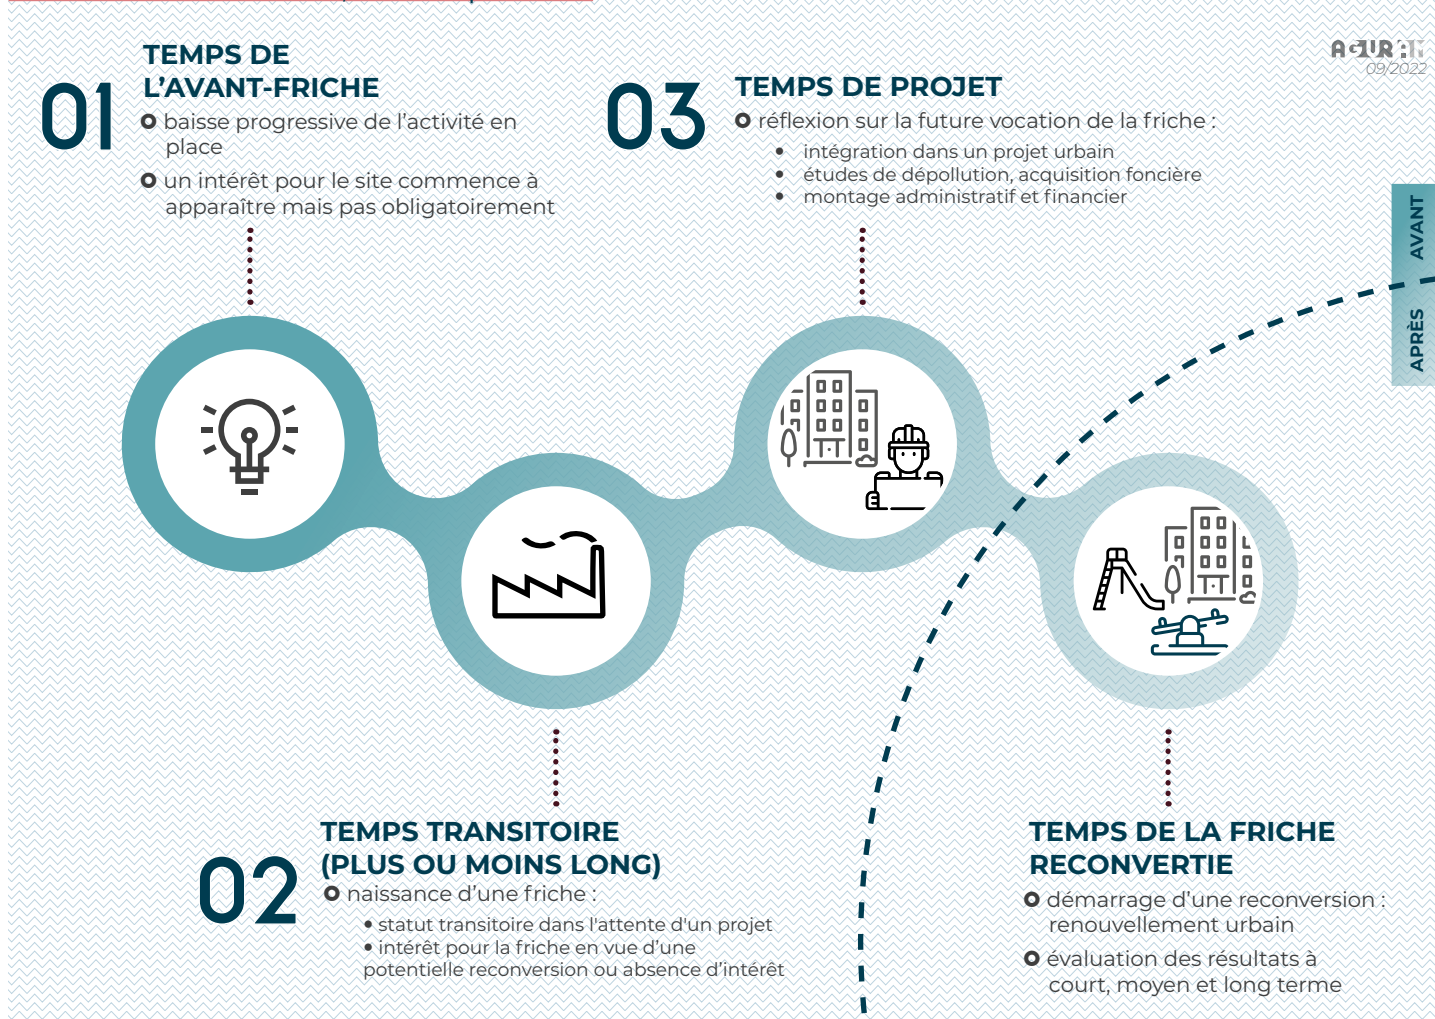 01
TEMPS DE
L’AVANT-FRICHE
baisse progressive de l’activité en
place
un intérêt pour le site commence à
apparaître mais pas obligatoirement
03
TEMPS DE PROJET
réflexion sur la future vocation de la friche :
• intégration dans un projet urbain
• études de dépollution, acquisition foncière
• montage administratif et financier
AGURAM
09/2022
AVANT
APRÈS
02
TEMPS TRANSITOIRE
(PLUS OU MOINS LONG)
naissance d’une friche :
• statut transitoire dans l'attente d'un projet
• intérêt pour la friche en vue d’une
potentielle reconversion ou absence d’intérêt
TEMPS DE LA FRICHE
RECONVERTIE
démarrage d’une reconversion :
renouvellement urbain
évaluation des résultats à
court, moyen et long terme